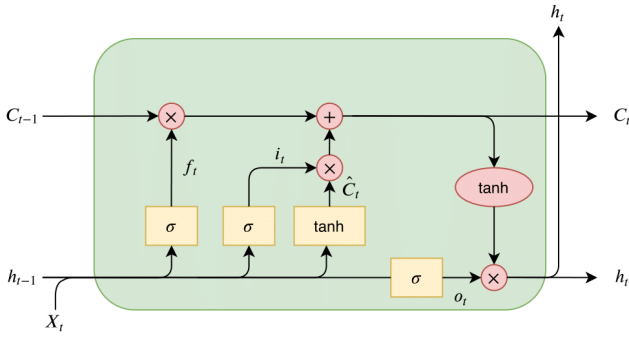 h_t
C_{t-1}
×
+
C_t
f_t
i_t
×
Ĉ_t
tanh
σ
σ
tanh
h_{t-1}
σ
×
h_t
o_t
X_t